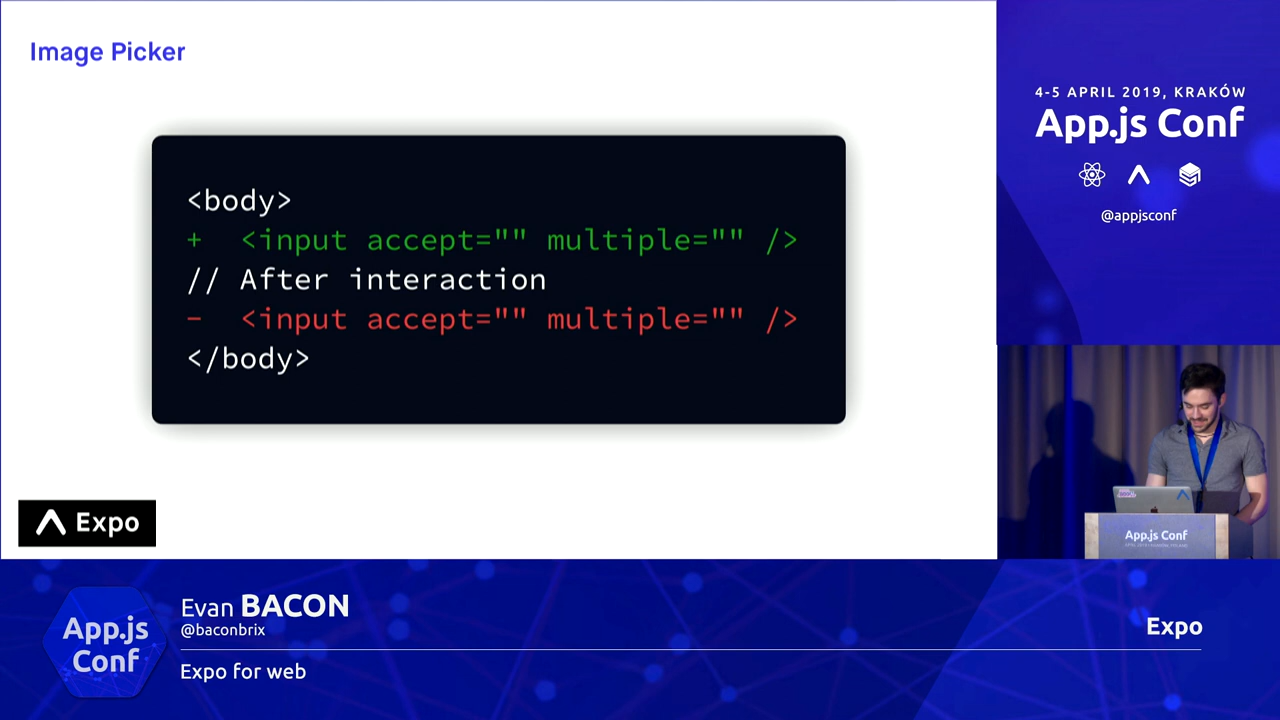 Image Picker
<body>
+  <input accept="" multiple="" />
// After interaction
-  <input accept="" multiple="" />
</body>
Expo
4-5 APRIL 2019, KRAKÓW
App.js Conf
@appjsconf
App.js Conf
App.js
Conf
Evan BACON
@baconbrix
Expo for web
Expo